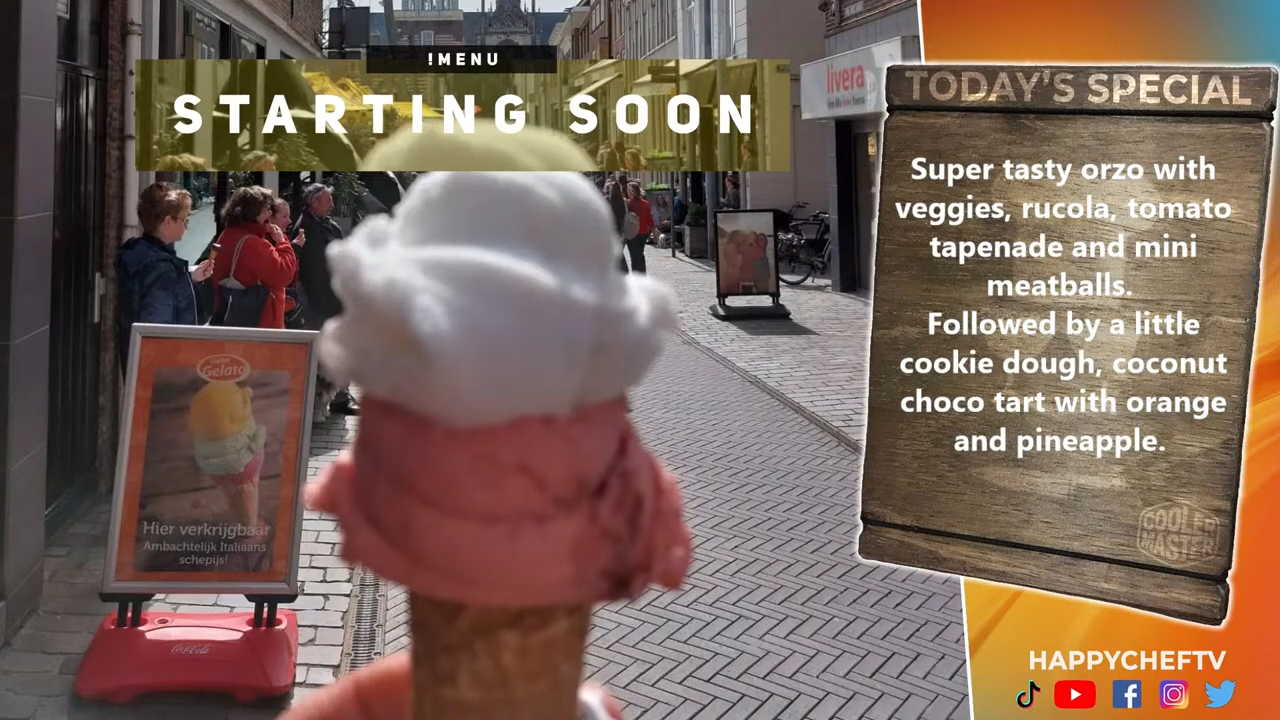 !MENU
STARTING SOON
livera
TODAY'S SPECIAL
Super tasty orzo with
veggies, rucola, tomato
tapenade and mini
meatballs.
Followed by a little
cookie dough, coconut
choco tart with orange
and pineapple.
COOLER
MASTER
Gelato
Hier verkrijgbaar
Ambachtelijk Italiaans
schepijs!
Coca-Cola
HAPPYCHEFTV